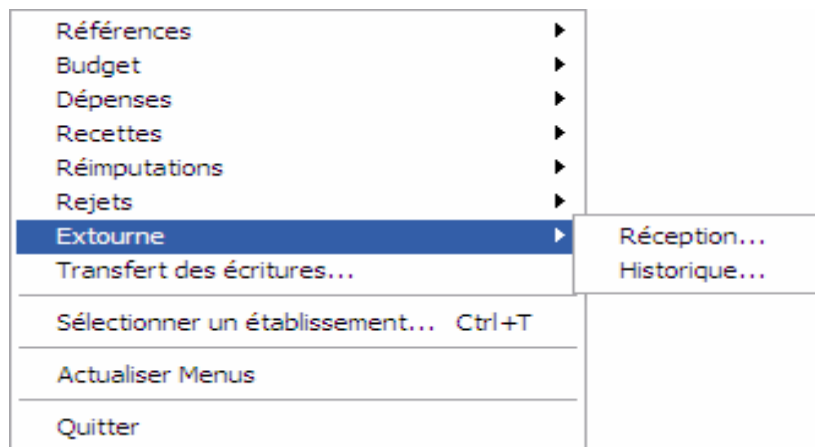 Références
Budget
Dépenses
Recettes
Réimputations
Rejets
Extourne
Réception...
Transfert des écritures...
Historique...
Sélectionner un établissement... Ctrl+T
Actualiser Menus
Quitter